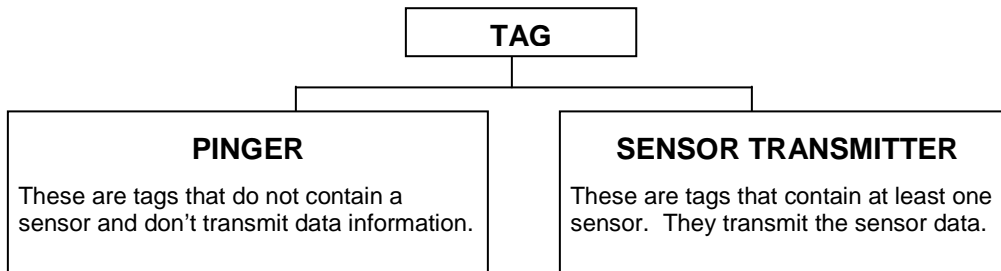 TAG
PINGER
These are tags that do not contain a
sensor and don’t transmit data information.
SENSOR TRANSMITTER
These are tags that contain at least one
sensor.  They transmit the sensor data.